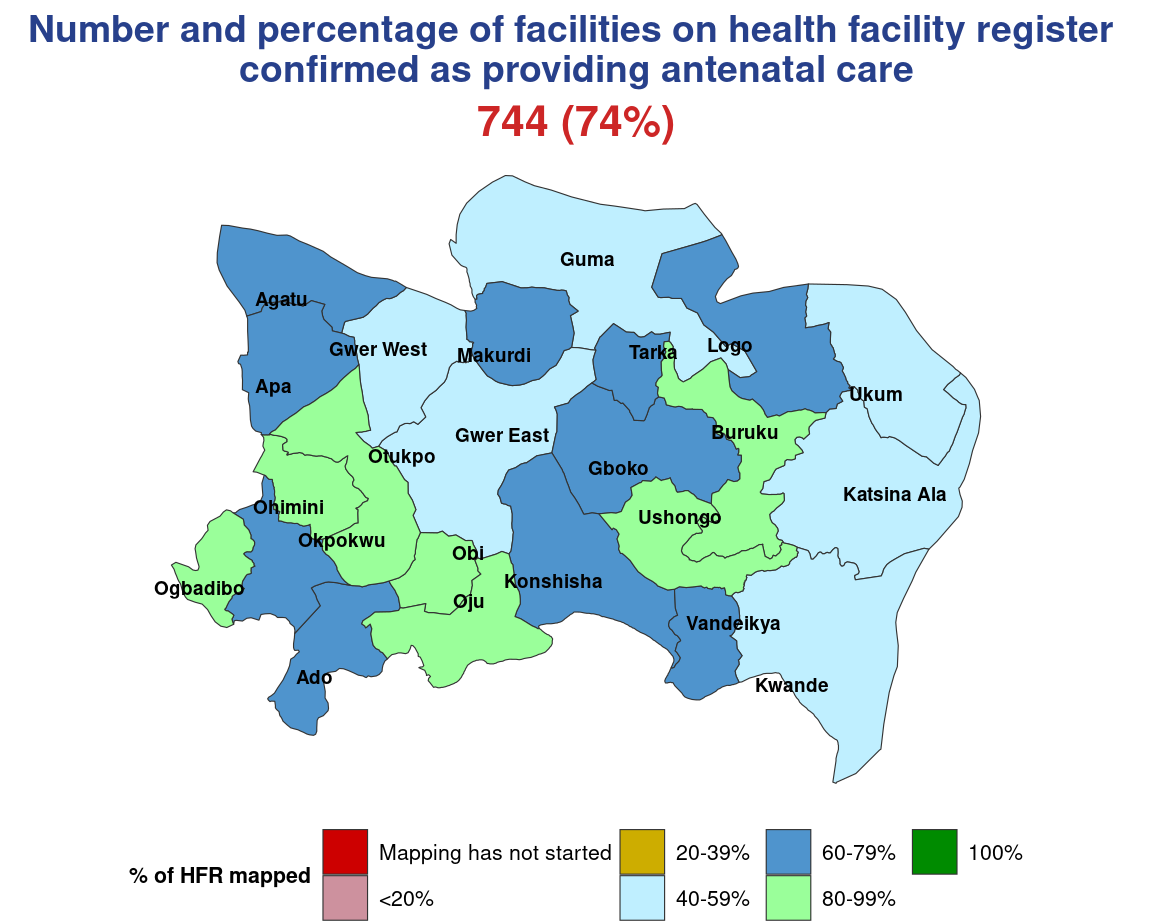 Number and percentage of facilities on health facility register
confirmed as providing antenatal care
744 (74%)
Guma
Agatu
Gwer West
Makurdi
Tarka
Logo
Apa
Ukum
Gwer East
Buruku
Otukpo
Gboko
Katsina Ala
Ohimini
Ushongo
Okpokwu
Obi
Ogbadibo
Konshisha
Oju
Vandeikya
Ado
Kwande
% of HFR mapped
Mapping has not started
<20%
20-39%
40-59%
60-79%
80-99%
100%